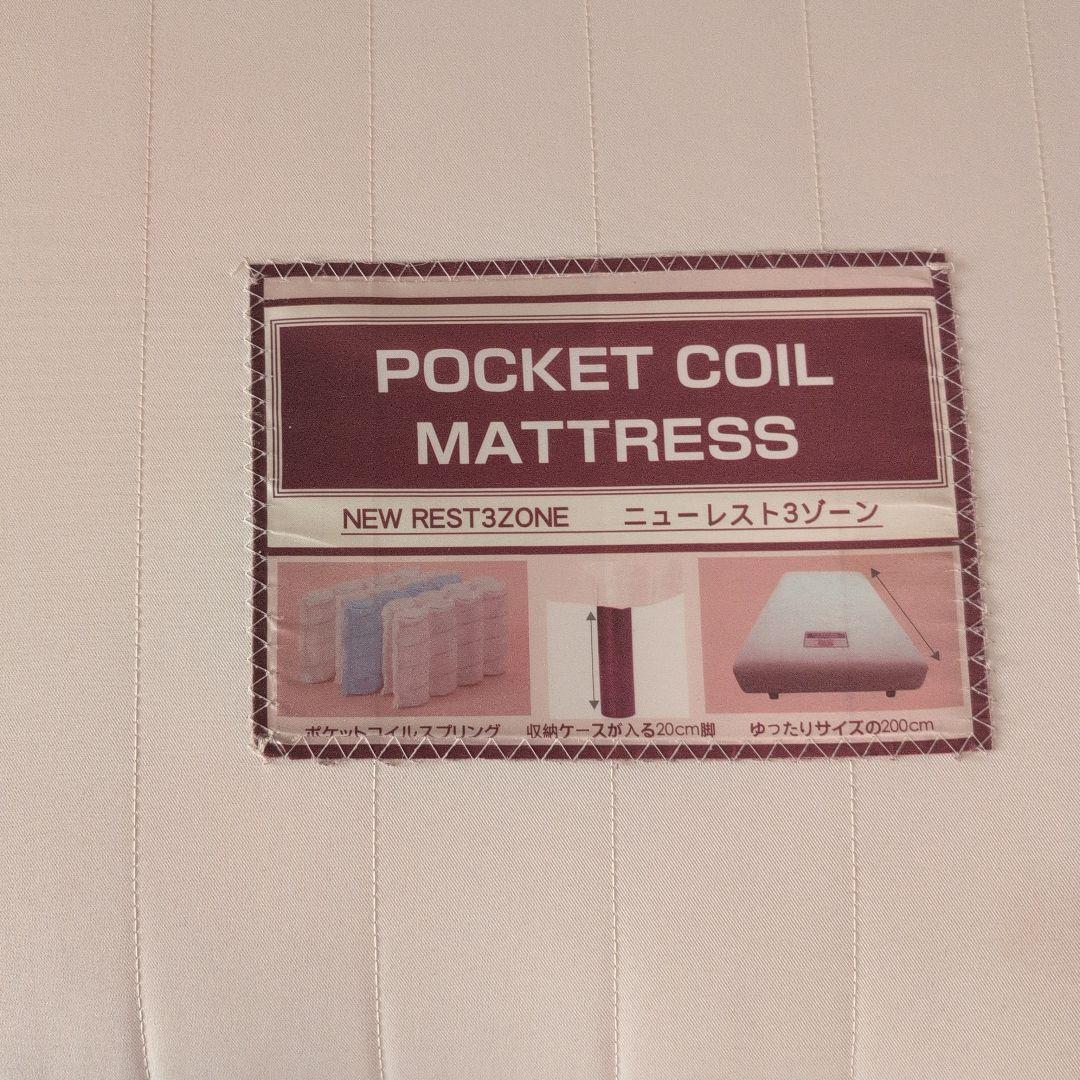 POCKET COIL
MATTRESS
NEW REST3ZONE ニューレスト3ゾーン
ポケットコイルスプリング 収納ケースが入る20cm脚 ゆったりサイズの200cm